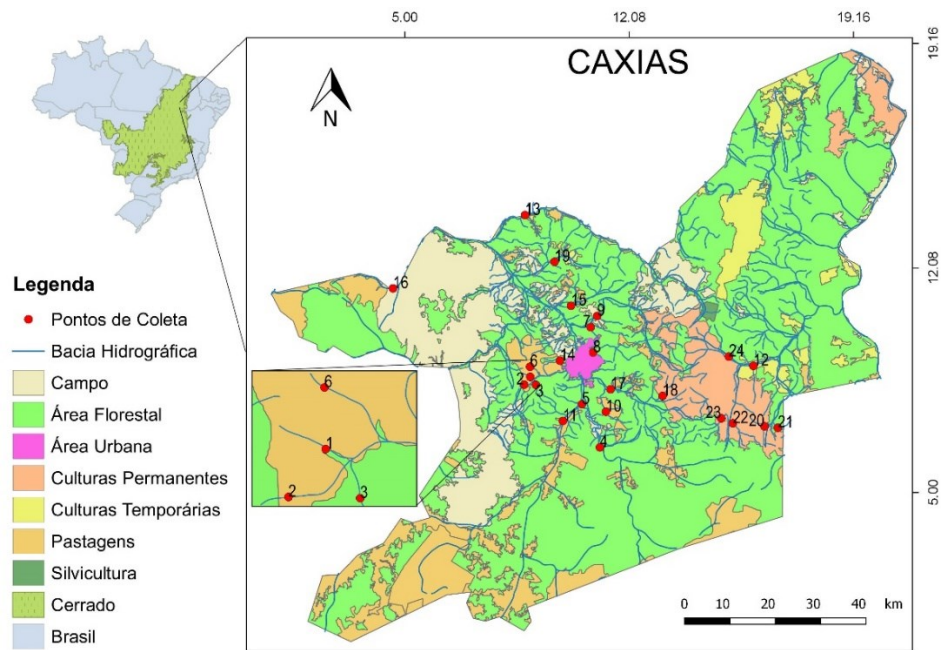 5.00 12.08 19.16
CAXIAS
19.16
N
13
19
12.08
16
15
9
7
Legenda
Pontos de Coleta
Bacia Hidrográfica
Campo
Área Florestal
Área Urbana
Culturas Permanentes
Culturas Temporárias
Pastagens
Silvicultura
Cerrado
Brasil
6
1
2 3
8
24
14
12
6
2
3
17
18
5
10
11
23 22 20 21
4
5.00
0 10 20 30 40 km